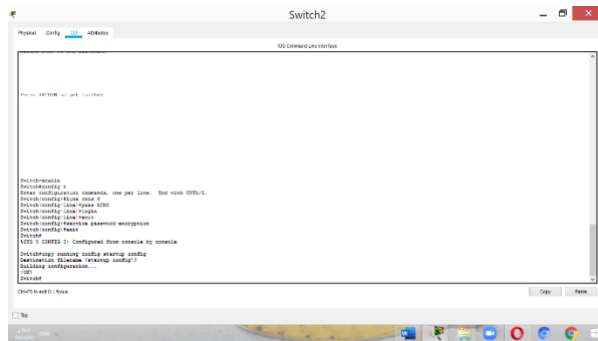 Switch2
Physical Config CLI Attributes
IOS Command Line Interface
Press RETURN to get started!
Switch>enable
Switch#config t
Enter configuration commands, one per line. End with CNTL/Z.
Switch(config)#line cons 0
Switch(config-line)#pass
Switch(config-line)#login
Switch(config-line)#exit
Switch(config)#service password-encryption
Switch(config)#exit
Switch#
%SYS-5-CONFIG_I: Configured from console by console
Switch#copy running-config startup-config
Destination filename [startup-config]?
Building configuration...
[OK]
Switch#
Ctrl+F6 to exit CLI focus
Copy Paste
Top